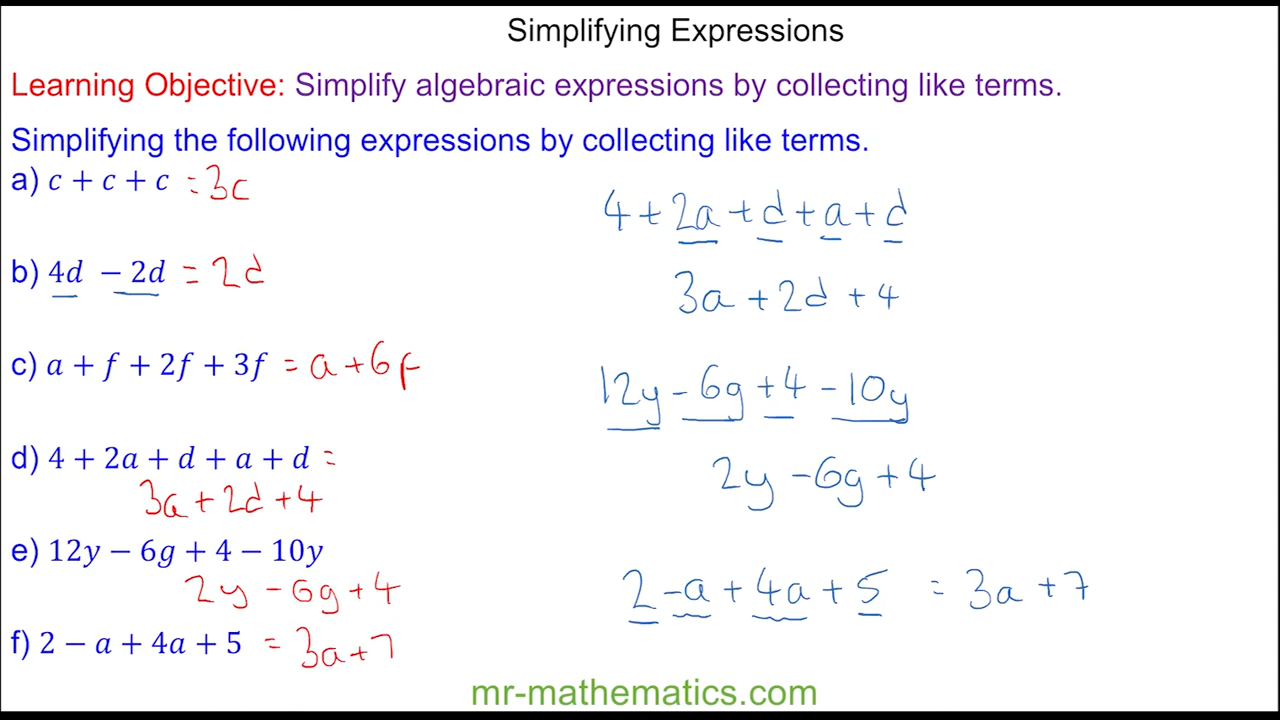 Simplifying Expressions
Learning Objective: Simplify algebraic expressions by collecting like terms.
Simplifying the following expressions by collecting like terms.
a) c + c + c = 3c
b) 4d − 2d = 2d
c) a + f + 2f + 3f = a + 6f
d) 4 + 2a + d + a + d =
3a + 2d + 4
e) 12y − 6g + 4 − 10y
2y − 6g + 4
f) 2 − a + 4a + 5 = 3a + 7
4 + 2a + d + a + d
3a + 2d + 4
12y − 6g + 4 − 10y
2y − 6g + 4
2 − a + 4a + 5 = 3a + 7
mr-mathematics.com